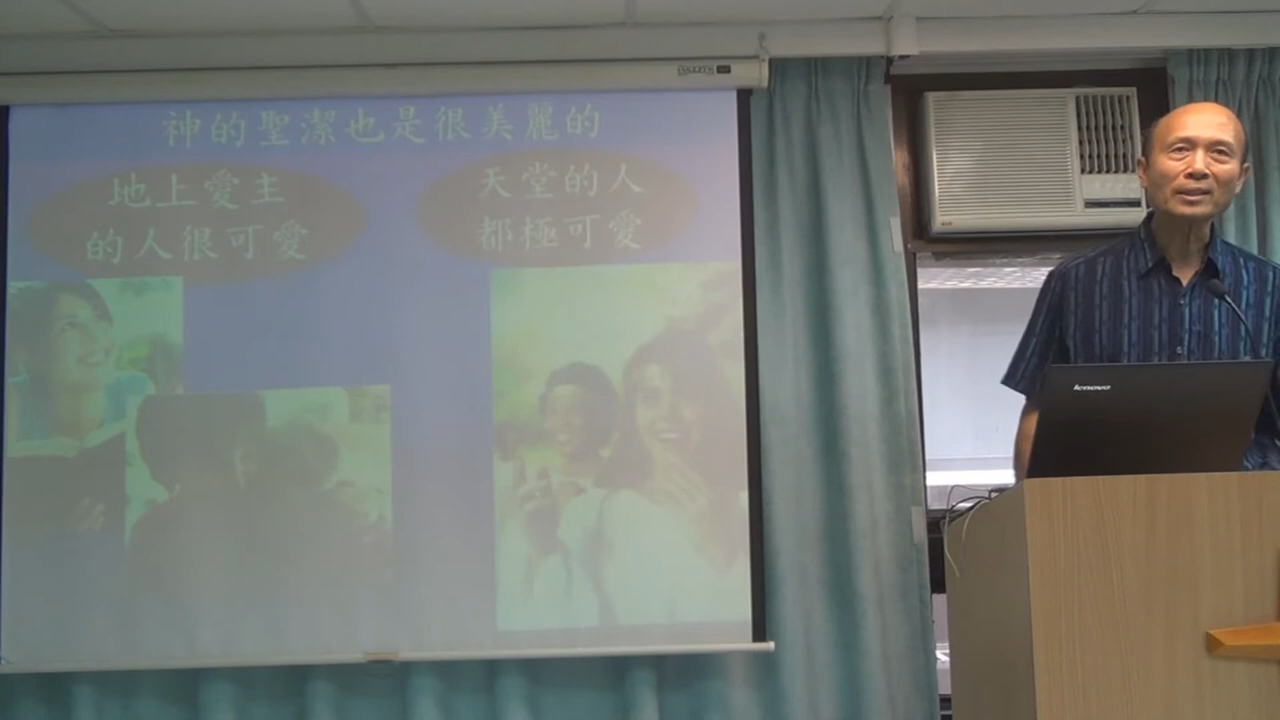 神的聖潔也是很美麗的
地上愛主
的人很可愛
天堂的人
都極可愛
lenovo